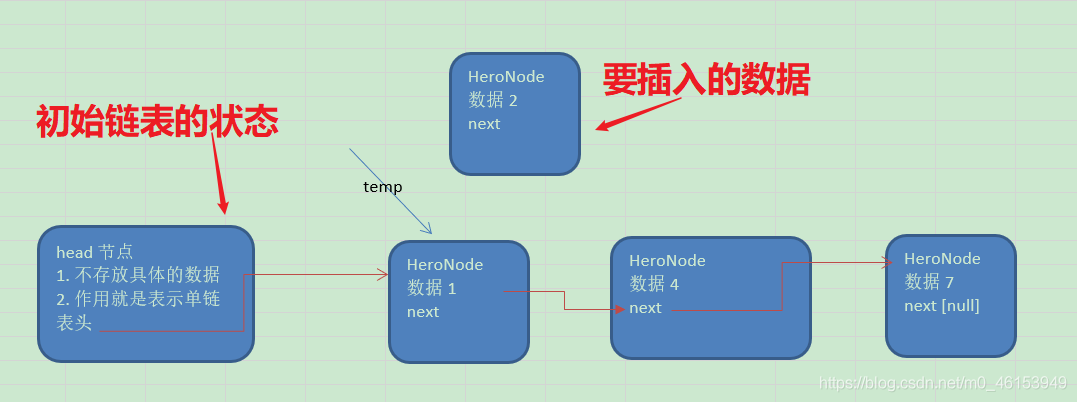 HeroNode
数据 2
next
要插入的数据
初始链表的状态
temp
head 节点
1. 不存放具体的数据
2. 作用就是表示单链
表头
HeroNode
数据 1
next
HeroNode
数据 4
next
HeroNode
数据 7
next [null]
https://blog.csdn.net/m0_46153949